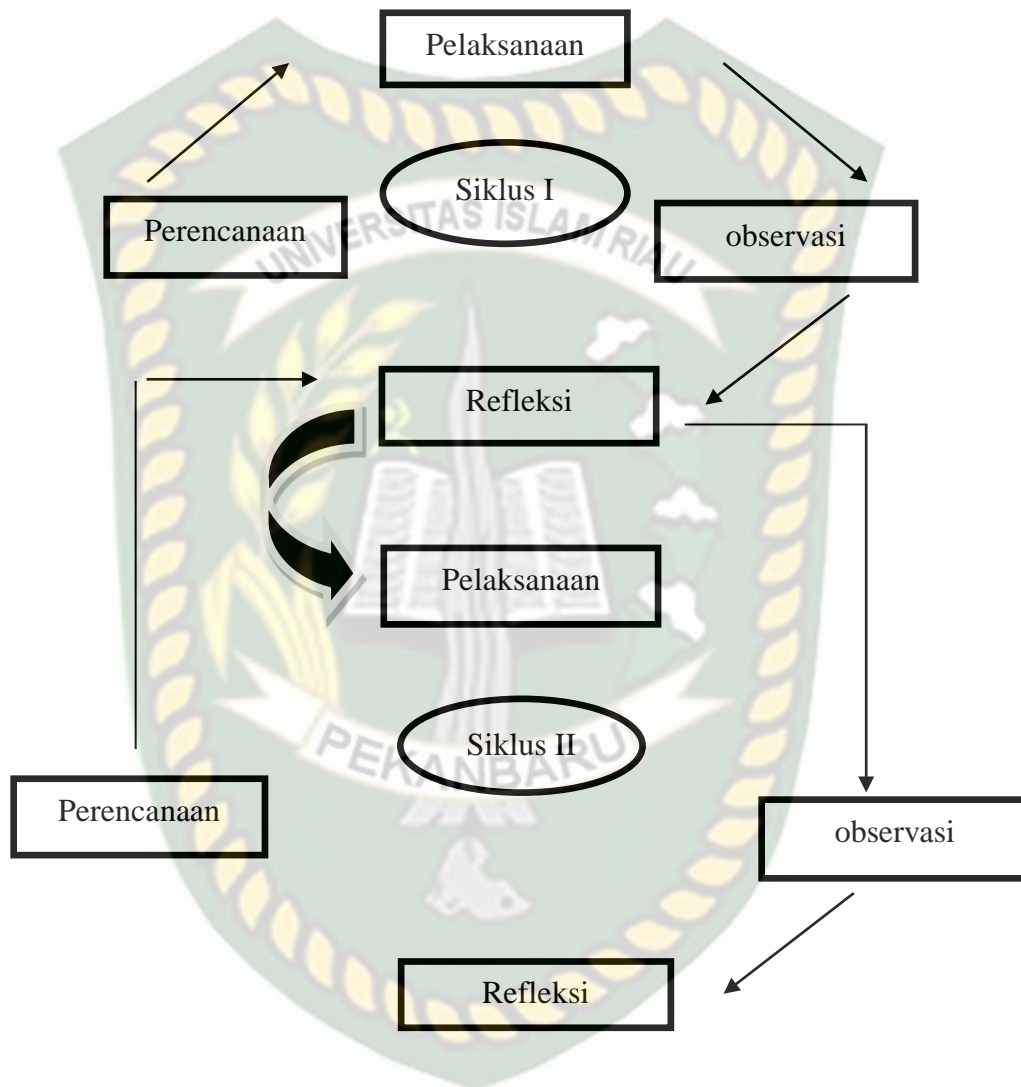 Pelaksanaan
Siklus I
Perencanaan
observasi
UNIVERSITAS ISLAM RIAU
Refleksi
Pelaksanaan
Siklus II
PEKANBARU
Perencanaan
observasi
Refleksi